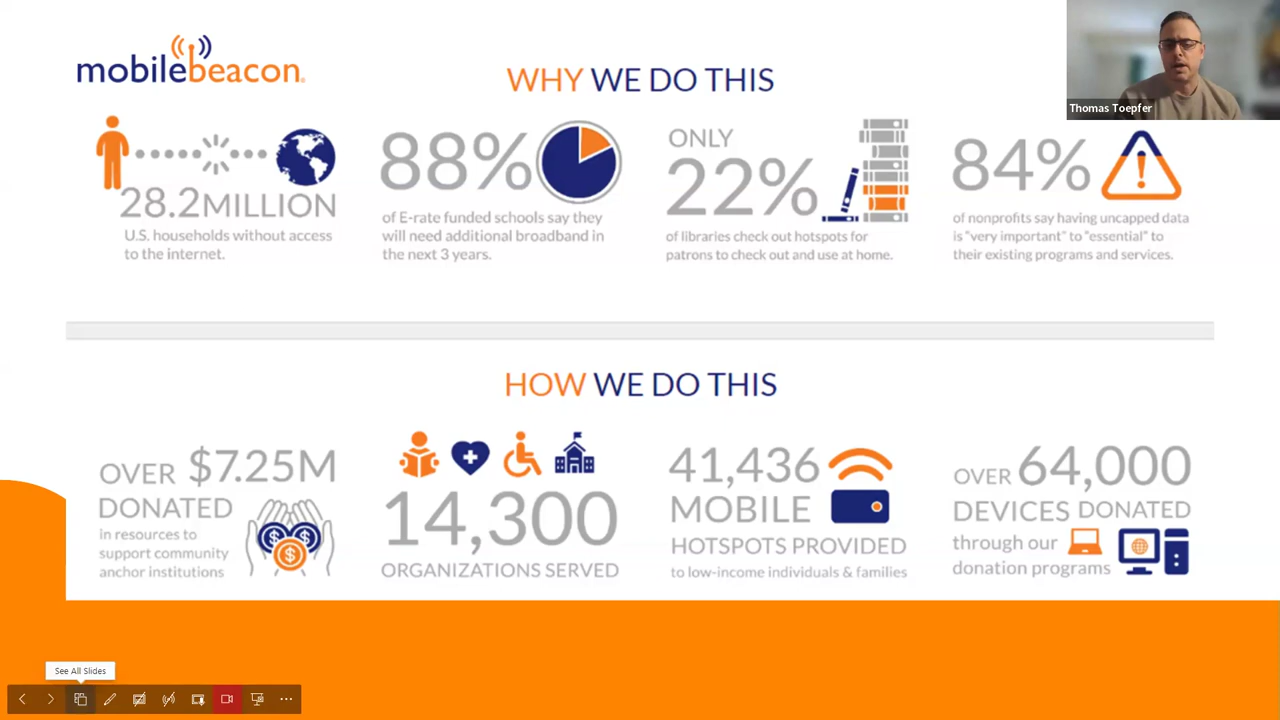 mobilebeacon
WHY WE DO THIS
Thomas Toepfer
28.2MILLION
U.S. households without access
to the internet.
88%
of E-rate funded schools say they
will need additional broadband in
the next 3 years.
ONLY
22%
of libraries check out hotspots for
patrons to check out and use at home.
84%
of nonprofits say having uncapped data
is "very important" to "essential" to
their existing programs and services.
HOW WE DO THIS
OVER $7.25M
DONATED
in resources to
support community
anchor institutions
14,300
ORGANIZATIONS SERVED
41,436
MOBILE
HOTSPOTS PROVIDED
to low-income individuals & families
OVER 64,000
DEVICES DONATED
through our
donation programs
See All Slides